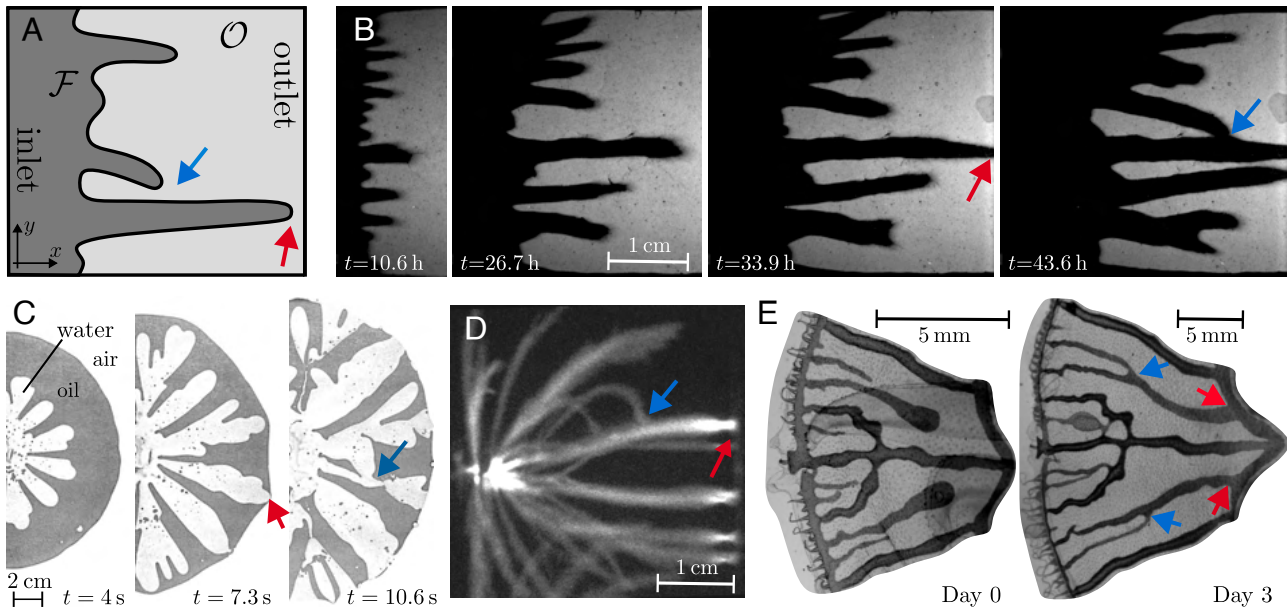 A
𝒪
ℱ
inlet
outlet
y
x
B
t=10.6 h
t=26.7 h
1 cm
t=33.9 h
t=43.6 h
C
water
air
oil
2 cm
t = 4 s
t = 7.3 s
t = 10.6 s
D
1 cm
E
5 mm
Day 0
5 mm
Day 3